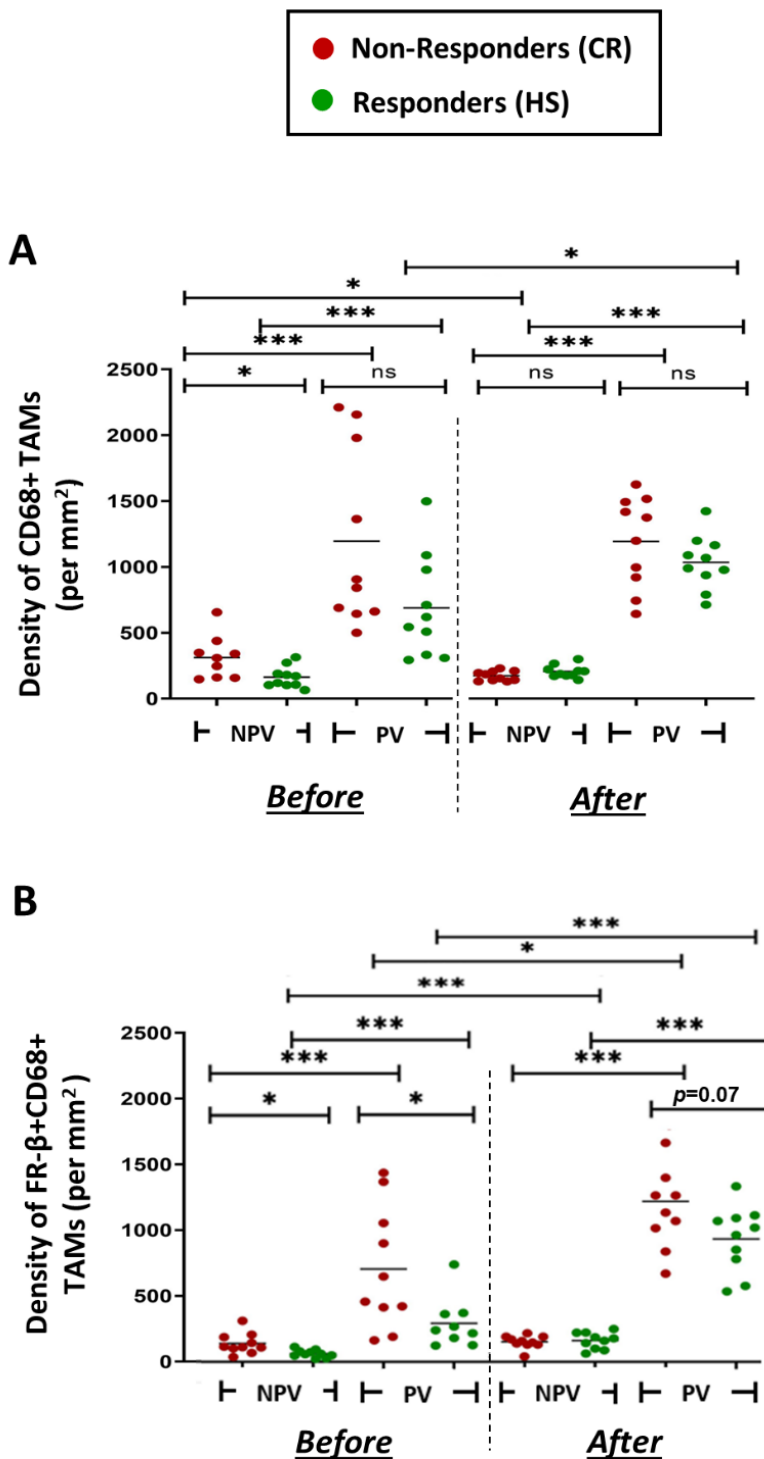 Non-Responders (CR)
Responders (HS)
A
*
*
*** ***
*** ***
* ns ns ns
Density of CD68+ TAMs
(per mm²)
2500
2000
1500
1000
500
0
NPV PV NPV PV
Before After
B
***
*
***
*** ***
*** ***
* * p=0.07
Density of FR-β+CD68+
TAMs (per mm²)
2500
2000
1500
1000
500
0
NPV PV NPV PV
Before After